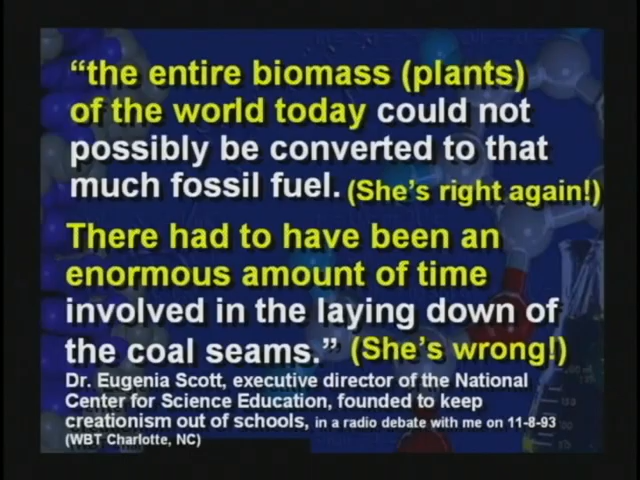 “the entire biomass (plants)
of the world today could not
possibly be converted to that
much fossil fuel. (She’s right again!)
There had to have been an
enormous amount of time
involved in the laying down of
the coal seams.” (She’s wrong!)
Dr. Eugenia Scott, executive director of the National
Center for Science Education, founded to keep
creationism out of schools, in a radio debate with me on 11-8-93
(WBT Charlotte, NC)